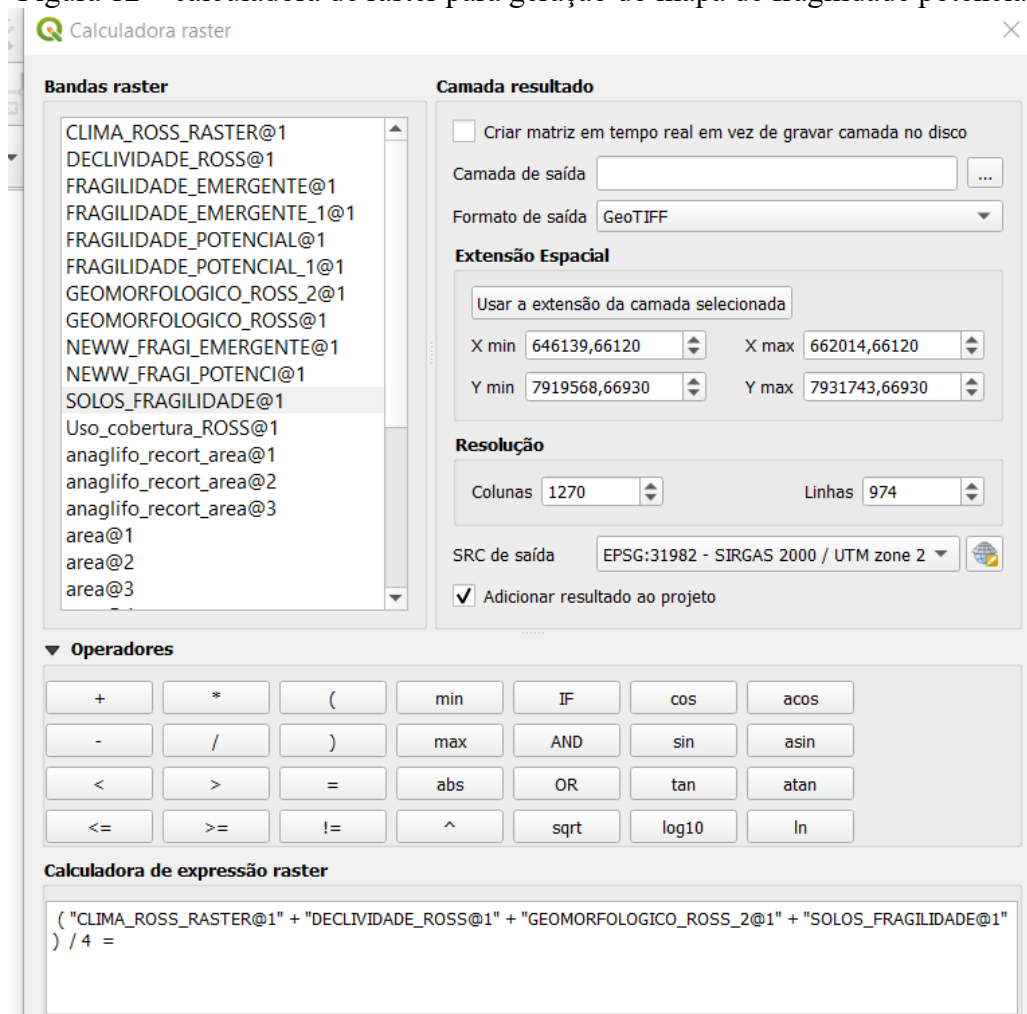 Figura 12 – calculadora de raster para geração do mapa de fragilidade potencia
Calculadora raster
Bandas raster
CLIMA_ROSS_RASTER@1
DECLIVIDADE_ROSS@1
FRAGILIDADE_EMERGENTE@1
FRAGILIDADE_EMERGENTE_1@1
FRAGILIDADE_POTENCIAL@1
FRAGILIDADE_POTENCIAL_1@1
GEOMORFOLOGICO_ROSS_2@1
GEOMORFOLOGICO_ROSS@1
NEWW_FRAGI_EMERGENTE@1
NEWW_FRAGI_POTENCI@1
SOLOS_FRAGILIDADE@1
Uso_cobertura_ROSS@1
anaglifo_recort_area@1
anaglifo_recort_area@2
anaglifo_recort_area@3
area@1
area@2
area@3
Camada resultado
Criar matriz em tempo real em vez de gravar camada no disco
Camada de saída ...
Formato de saída GeoTIFF
Extensão Espacial
Usar a extensão da camada selecionada
X min 646139,66120 X max 662014,66120
Y min 7919568,66930 Y max 7931743,66930
Resolução
Colunas 1270 Linhas 974
SRC de saída EPSG:31982 - SIRGAS 2000 / UTM zone 2
Adicionar resultado ao projeto
Operadores
+ * ( min IF cos acos
- / ) max AND sin asin
< > = abs OR tan atan
<= >= != ^ sqrt log10 ln
Calculadora de expressão raster
( "CLIMA_ROSS_RASTER@1" + "DECLIVIDADE_ROSS@1" + "GEOMORFOLOGICO_ROSS_2@1" + "SOLOS_FRAGILIDADE@1"
) / 4 =